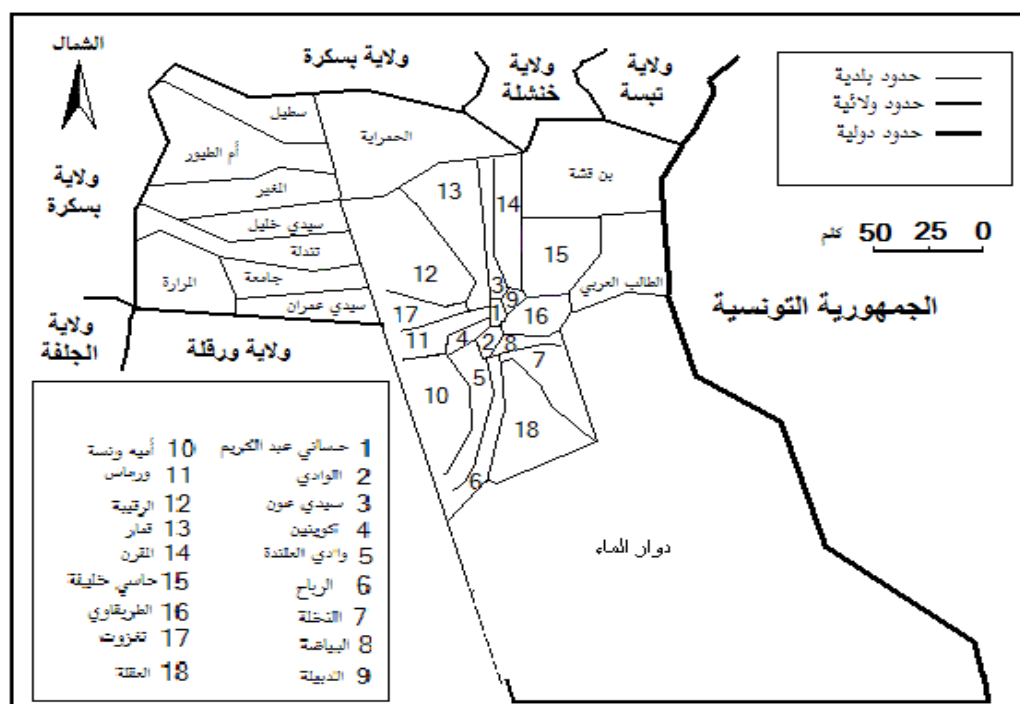 الشمال
ولاية بسكرة
ولاية
خنشلة
ولاية
تبسة
حدود بلدية
حدود ولائية
حدود دولية
سطيل
الحمراية
أم الطيور
بن قشة
ولاية
بسكرة
المغير
13
14
سيدي خليل
تندلة
15
كلم 50 25 0
المرارة
جامعة
12
3
9
الطالب العربي
سيدي عمران
17
1
16
الجمهورية التونسية
ولاية
الجلفة
ولاية ورقلة
11
4
2
8
7
5
10
18
6
دوار الماء
1 حساني عبد الكريم
2 الوادي
3 سيدي عون
4 كوينين
5 وادي العلندة
6 الرباح
7 النخلة
8 البياضة
9 الدبيلة
10 أميه ونسة
11 ورماس
12 الرقيبة
13 قمار
14 المقرن
15 حاسي خليفة
16 الطريفاوي
17 تغزوت
18 العقلة